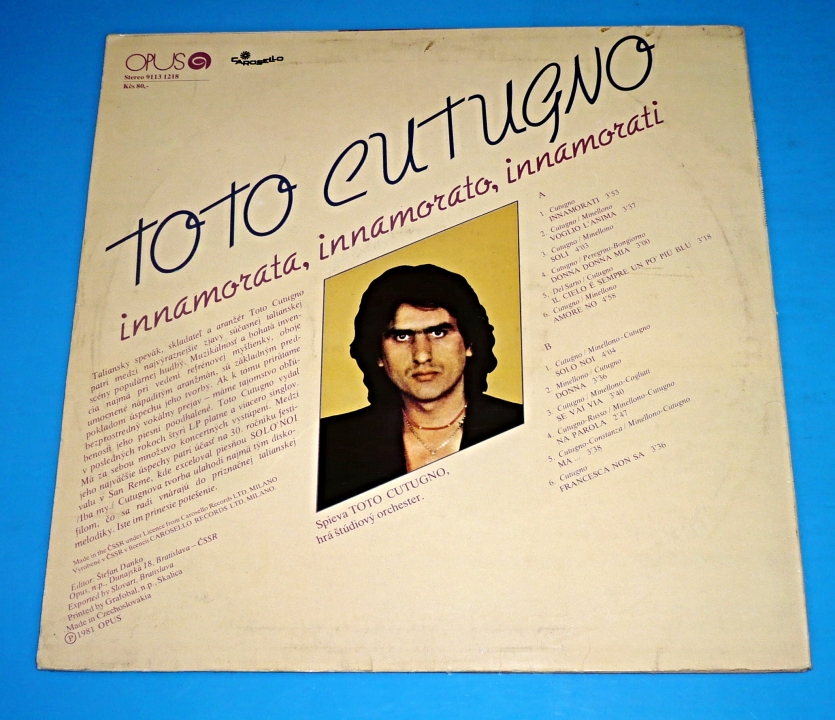 OPUS
CAROSELLO
Stereo 9113 1218
Kčs 80,-
TOTO CUTUGNO
innamorata, innamorato, innamorati
Taliansky spevák, skladateľ a aranžér Toto Cutugno
patrí medzi najvýraznejšie zjavy súčasnej talianskej
scény populárnej hudby. Muzikálnosť a bohatá inven-
cia najmä pri vedení refrénovej myšlienky, oboje
umocnené nápaditým aranžmán, sú základným pred-
pokladom úspechu jeho tvorby. Ak k tomu prirátame
bezprostredný vokálny prejav – máme tajomstvo obľú-
benosti jeho piesní poodhalené. Toto Cutugno vydal
v posledných rokoch štyri LP platne a viacero singlov.
Má za sebou množstvo koncertných vystúpení. Medzi
jeho najväčšie úspechy patrí účasť na 30. ročníku festi-
valu v San Reme, kde exceloval piesňou SOLO NOI
/Iba my./ Cutugnova tvorba ulahodí najmä tým disko-
filom, čo sa radi vnárajú do príznačnej talianskej
melodiky. Iste im prinesie potešenie.
Made in the ČSSR under Licence from Carosello Records LTD. MILANO
Vyrobené v ČSSR v licencii CAROSELLO RECORDS LTD. MILANO.
Editor: Štefan Danko
Opus, n.p., Dunajská 18, Bratislava – ČSSR
Exported by Slovart, Bratislava
Printed by Grafobal, n.p., Skalica
Made in Czechoslovakia
Ⓟ 1981 OPUS
Spieva TOTO CUTUGNO,
hrá štúdiový orchester.
A
1. Cutugno
INNAMORATI 3'53
2. Cutugno / Minellono
VOGLIO L'ANIMA 3'37
3. Cutugno / Minellono
SOLI 4'03
4. Cutugno / Peregrini-Bongiorno
DONNA DONNA MIA 3'00
5. Del Sario / Cutugno
IL CIELO È SEMPRE UN PO' PIÙ BLU 3'18
6. Cutugno / Minellono
AMORE NO 4'58
B
1. Cutugno / Minellono-Cutugno
SOLO NOI 4'04
2. Minellono / Cutugno
DONNA 3'36
3. Cutugno / Minellono-Cogliati
SE VAI VIA 3'40
4. Cutugno-Russo / Minellono-Cutugno
NA PAROLA 2'47
5. Cutugno-Costanza / Minellono-Cutugno
MA ... 3'38
6. Cutugno
FRANCESCA NON SA 3'36